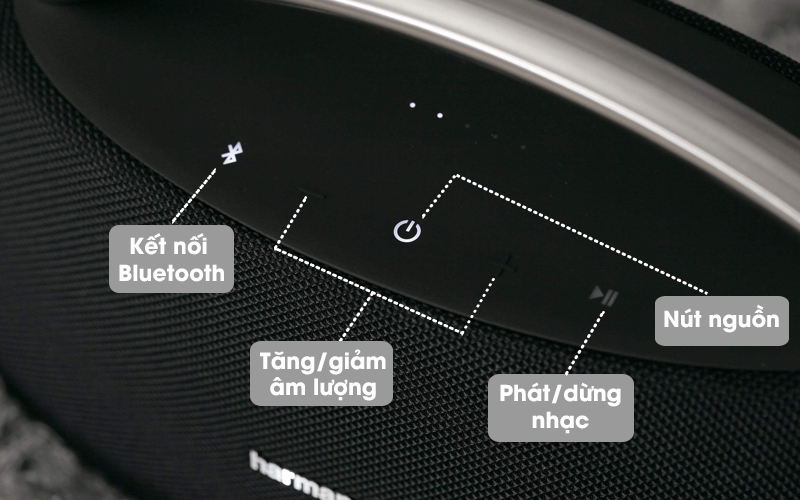 Kết nối
Bluetooth
Tăng/giảm
âm lượng
Nút nguồn
Phát/dừng
nhạc
harman